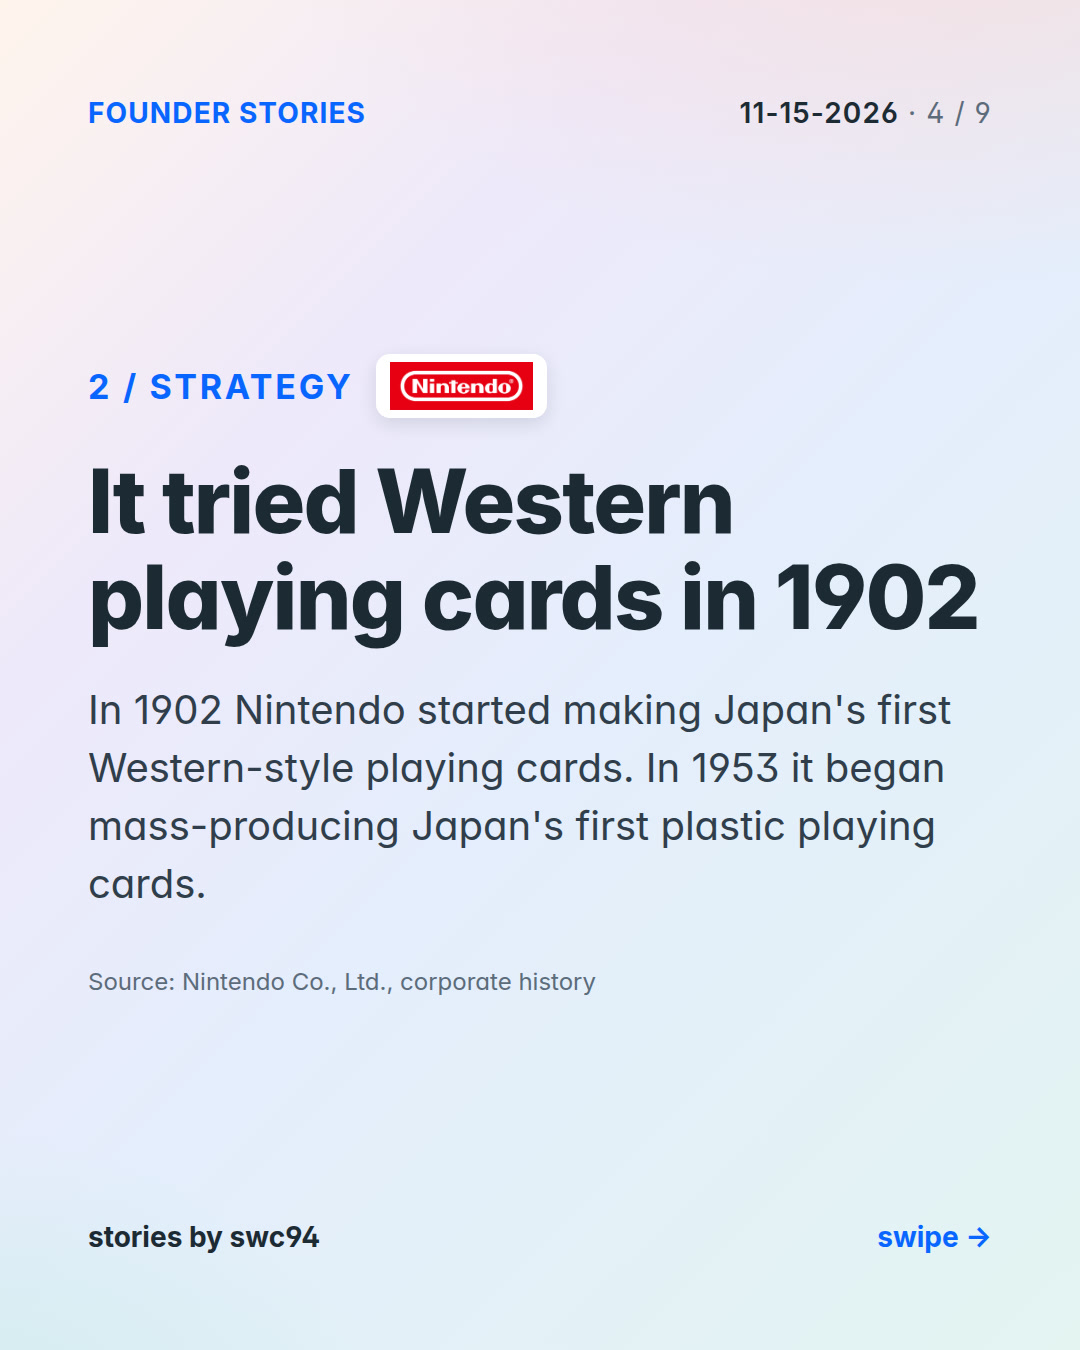 FOUNDER STORIES
11-15-2026 · 4 / 9
2 / STRATEGY
Nintendo®
It tried Western
playing cards in 1902
In 1902 Nintendo started making Japan's first
Western-style playing cards. In 1953 it began
mass-producing Japan's first plastic playing
cards.
Source: Nintendo Co., Ltd., corporate history
stories by swc94
swipe →